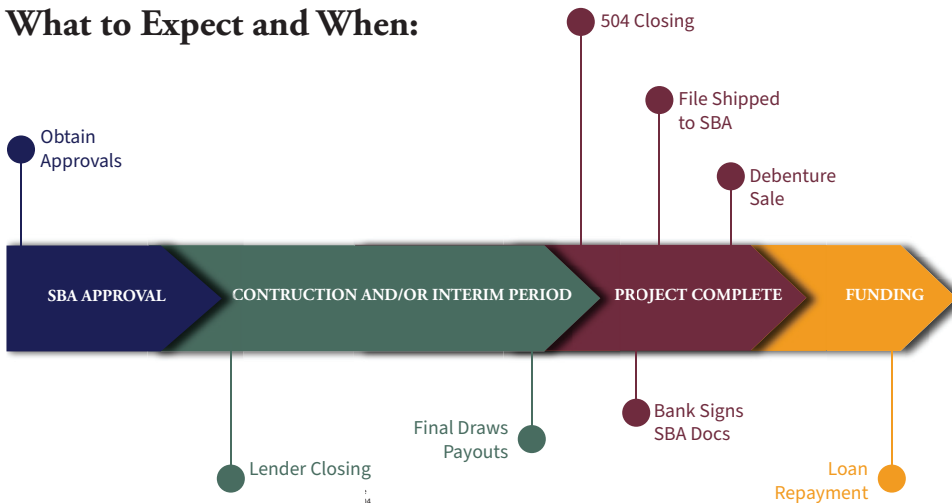 What to Expect and When:
504 Closing
File Shipped
to SBA
Obtain
Approvals
Debenture
Sale
SBA APPROVAL
CONTRUCTION AND/OR INTERIM PERIOD
PROJECT COMPLETE
FUNDING
Final Draws
Payouts
Bank Signs
SBA Docs
Lender Closing
Loan
Repayment